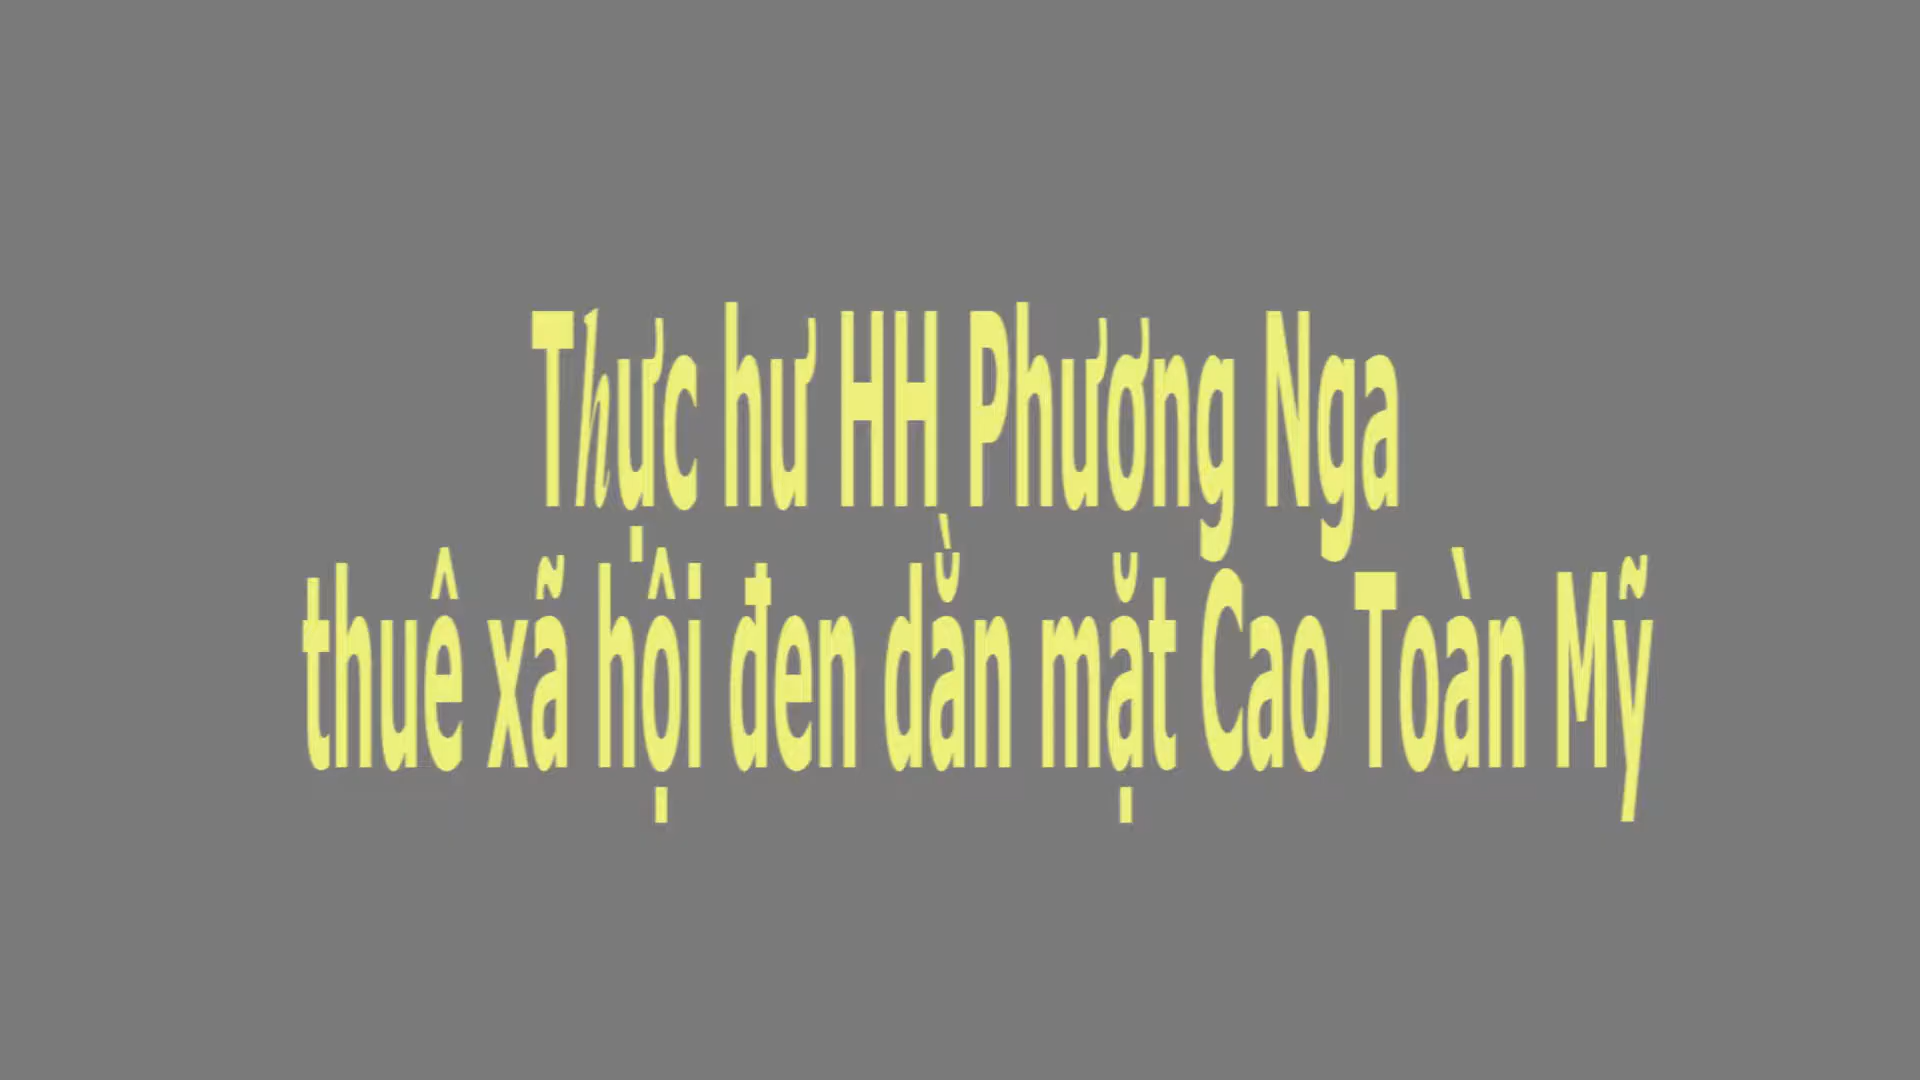 Thực hư HH Phương Nga
thuê xã hội đen dằn mặt Cao Toàn Mỹ